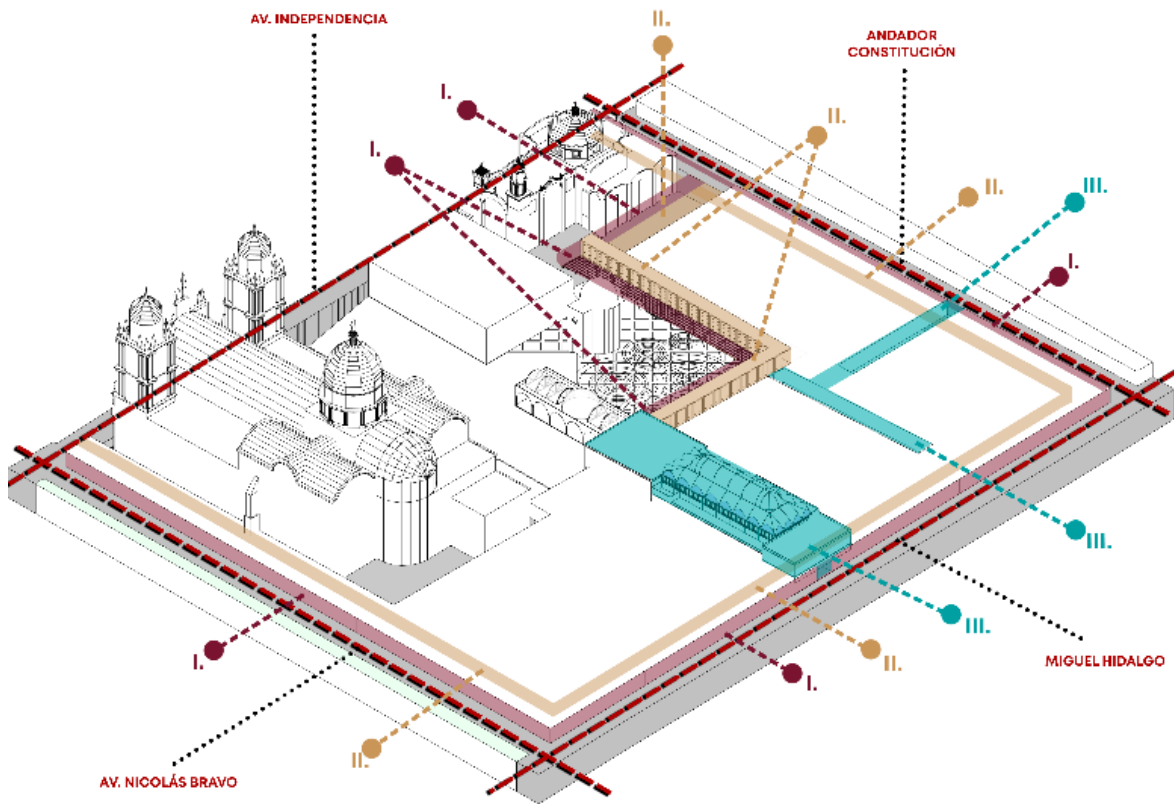 AV. INDEPENDENCIA
II.
ANDADOR
CONSTITUCIÓN
I.
II.
I.
II.
III.
I.
III.
III.
I.
II.
MIGUEL HIDALGO
I.
II.
AV. NICOLÁS BRAVO